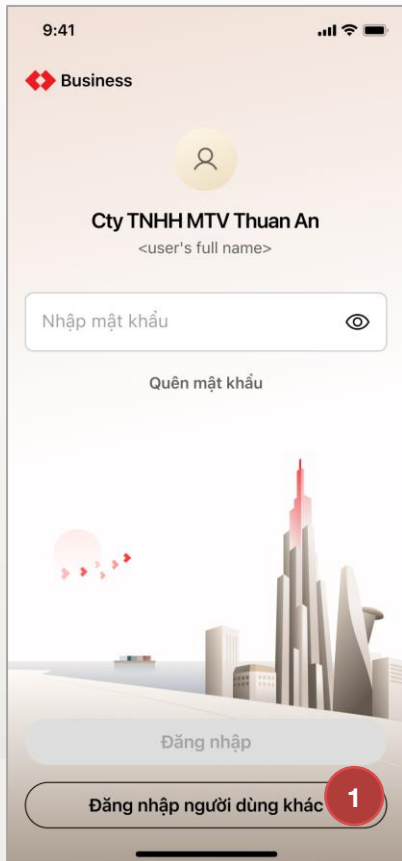 9:41
Business
Cty TNHH MTV Thuan An
<user's full name>
Nhập mật khẩu
Quên mật khẩu
Đăng nhập
Đăng nhập người dùng khác
1